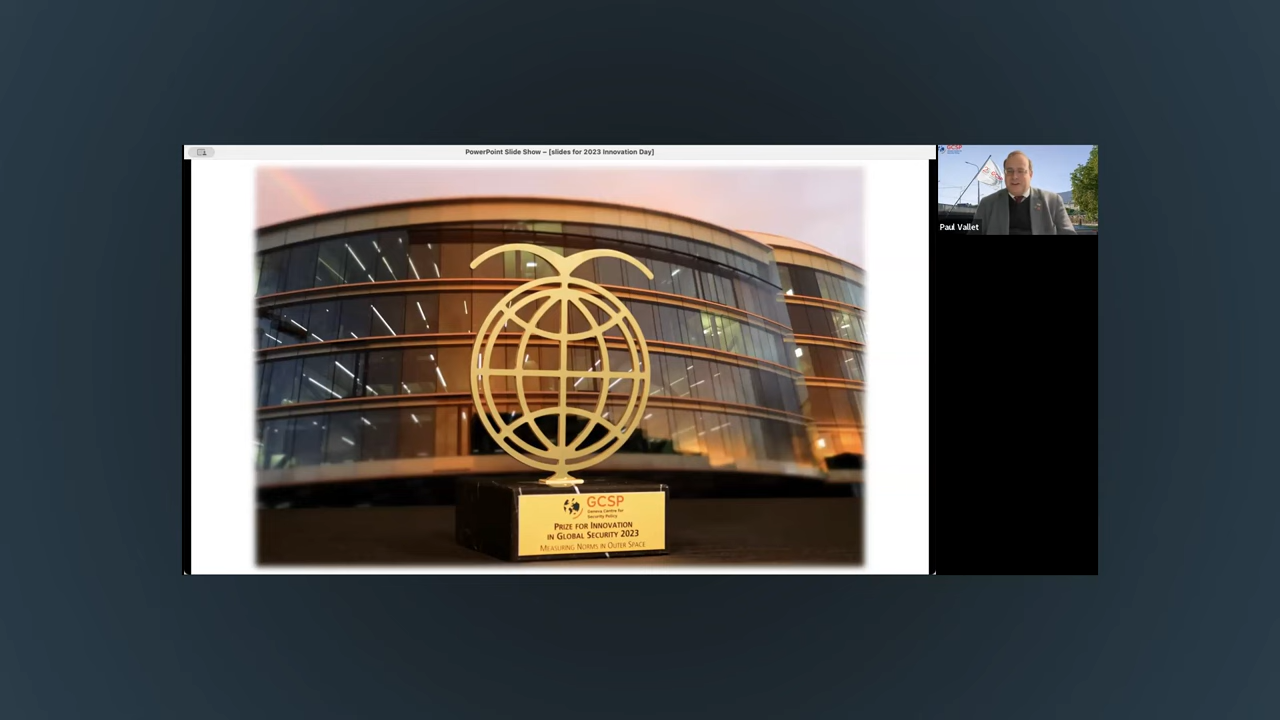 PowerPoint Slide Show – [slides for 2023 Innovation Day]
GCSP
Paul Vallet
GCSP
Geneva Centre for
Security Policy
PRIZE FOR INNOVATION
IN GLOBAL SECURITY 2023
MEASURING NORMS IN OUTER SPACE